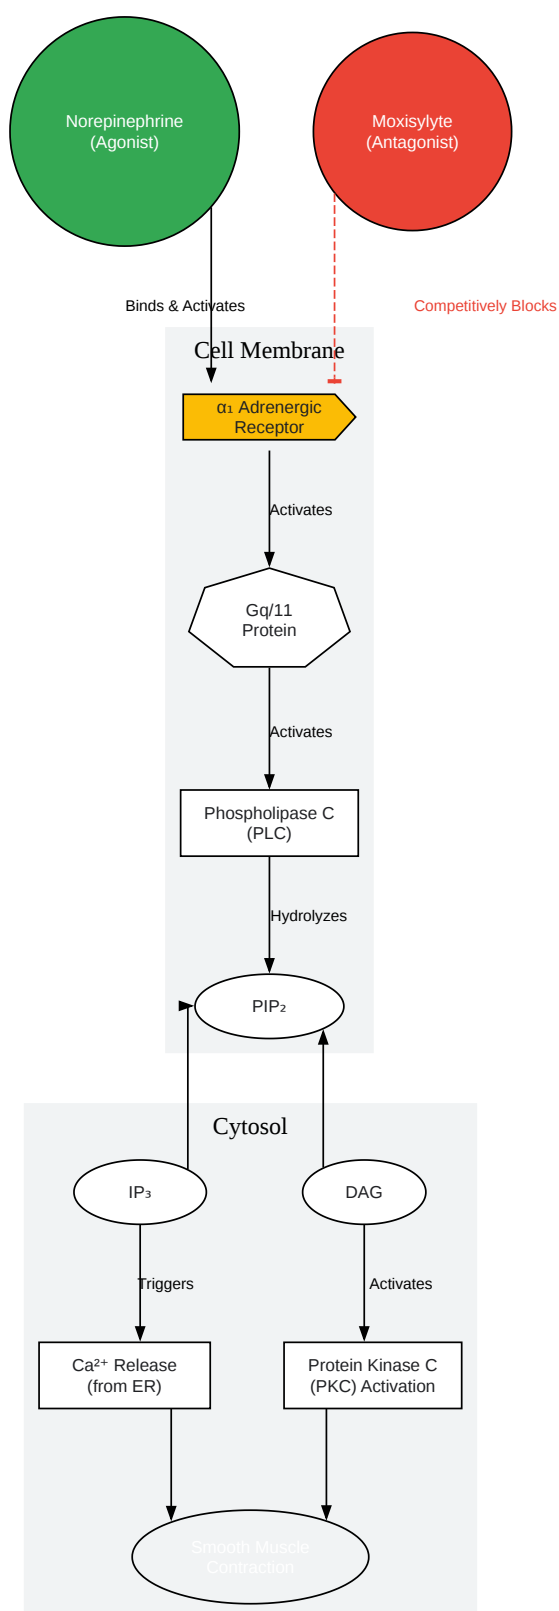 Norepinephrine
(Agonist)
Moxisylyte
(Antagonist)
Binds & Activates
Competitively Blocks
Cell Membrane
α₁ Adrenergic
Receptor
Activates
Gq/11
Protein
Activates
Phospholipase C
(PLC)
Hydrolyzes
PIP₂
Cytosol
IP₃
DAG
Triggers
Activates
Ca²⁺ Release
(from ER)
Protein Kinase C
(PKC) Activation
Smooth Muscle
Contraction